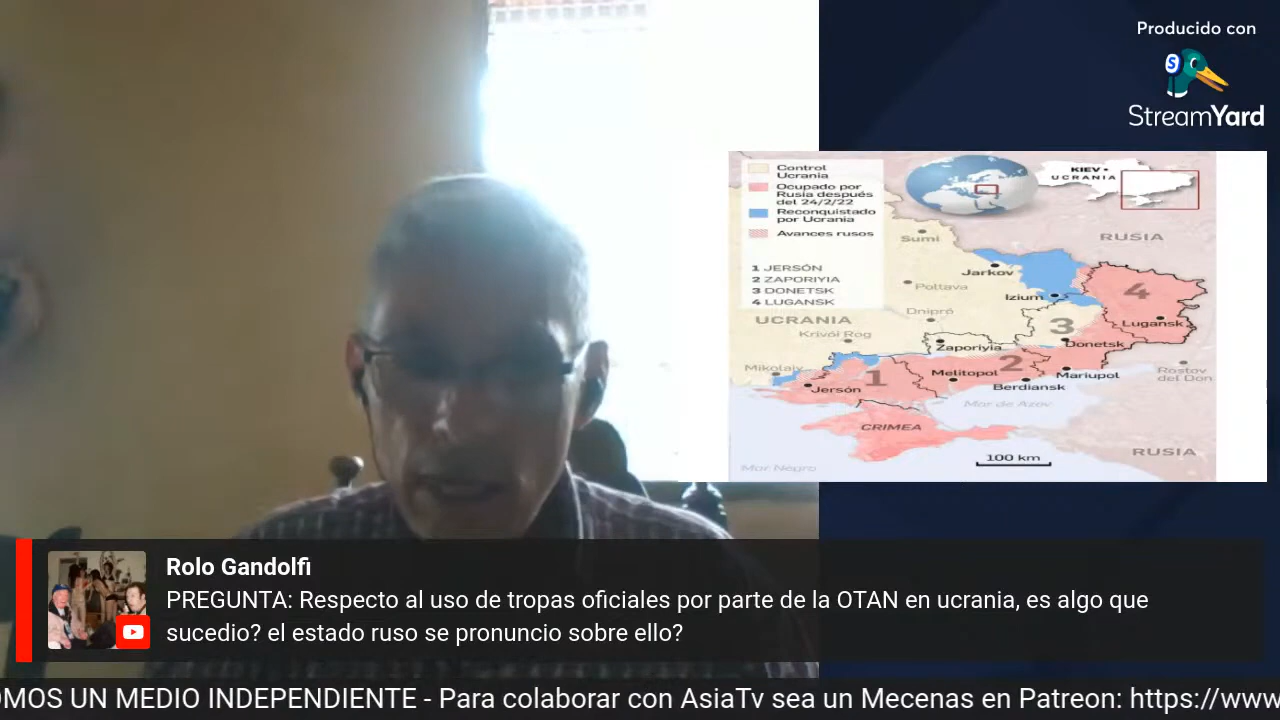 Producido con
StreamYard
Control
Ucrania
Ocupado por
Rusia después
del 24/2/22
Reconquistado
por Ucrania
Avances rusos
1 JERSÓN
2 ZAPORIYIA
3 DONETSK
4 LUGANSK
KIEV
UCRANIA
RUSIA
Sumi
Jarkov
Poltava
Izium
4
UCRANIA
Dnipró
3
Lugansk
Krivói Rog
Zaporiyia
Donetsk
Mikolaiv
1
Melitopol
2
Mariupol
Rostov
del Don
Jersón
Berdiansk
Mar de Azov
CRIMEA
RUSIA
100 km
Mar Negro
Rolo Gandolfi
PREGUNTA: Respecto al uso de tropas oficiales por parte de la OTAN en ucrania, es algo que
sucedio? el estado ruso se pronuncio sobre ello?
OMOS UN MEDIO INDEPENDIENTE - Para colaborar con AsiaTv sea un Mecenas en Patreon: https://www